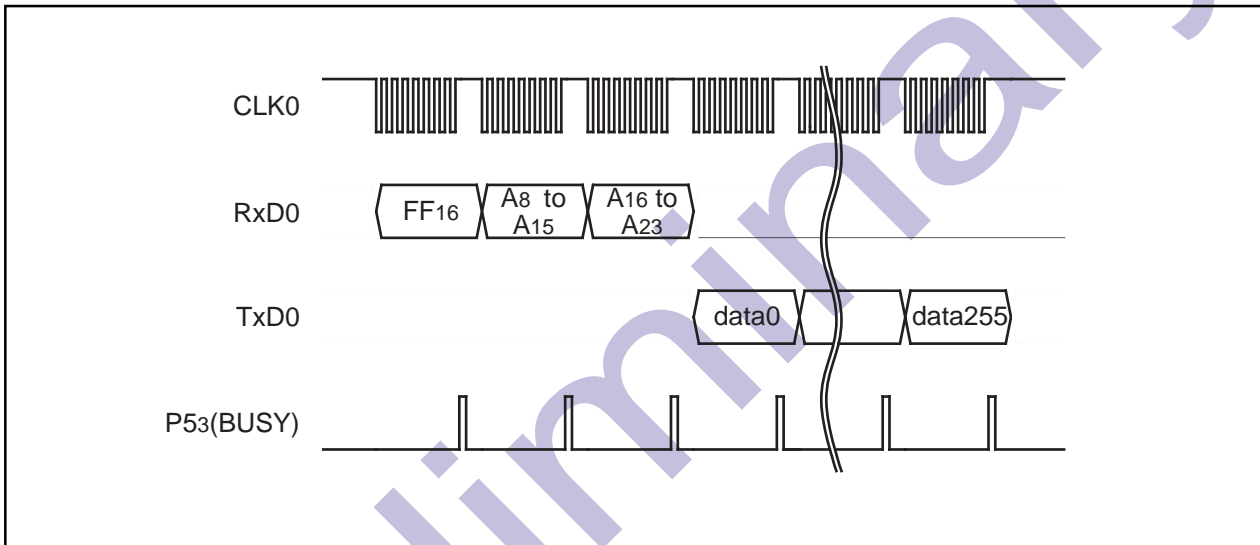 CLK0
RxD0
FF16
A8 to
A15
A16 to
A23
TxD0
data0
data255
P53(BUSY)